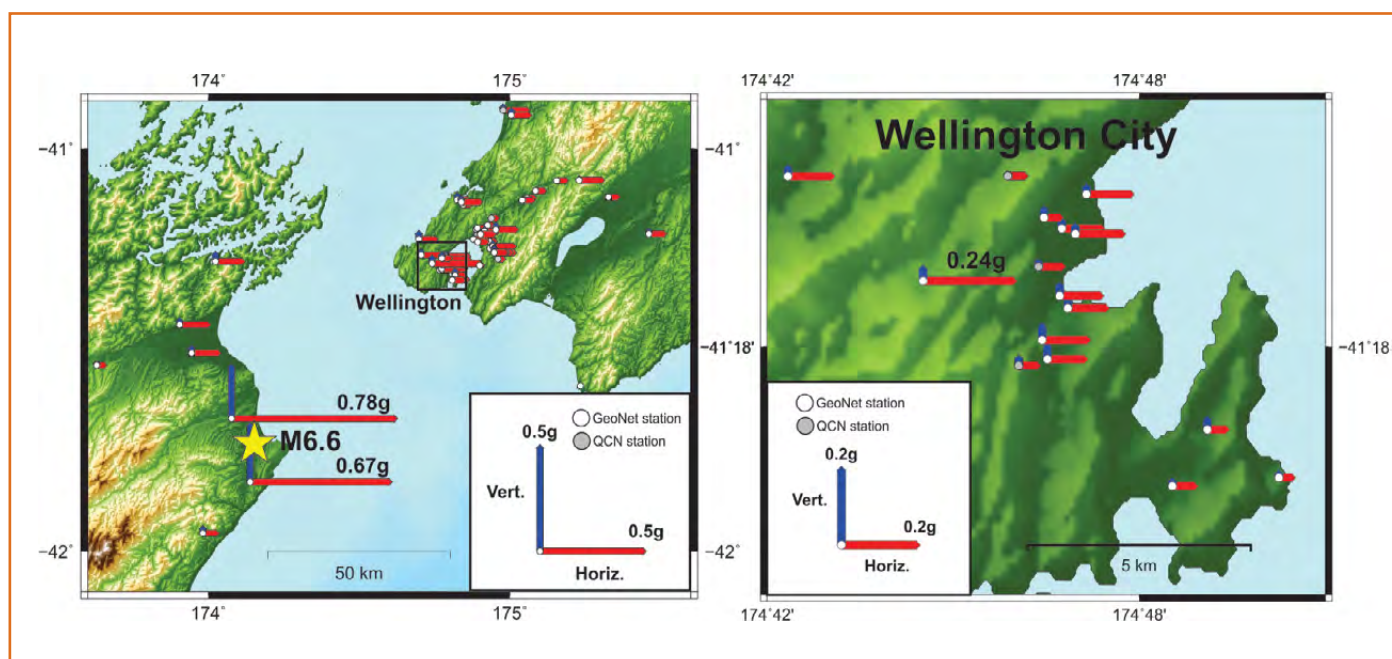 174°
175°
−41°
Wellington
0.78g
M6.6
0.67g
−42°
50 km
GeoNet station
QCN station
0.5g
Vert.
0.5g
Horiz.
174°
175°
174°42'
174°48'
−41°
Wellington City
0.24g
−41°18'
−41°18'
GeoNet station
QCN station
0.2g
Vert.
0.2g
Horiz.
−42°
5 km
174°42'
174°48'